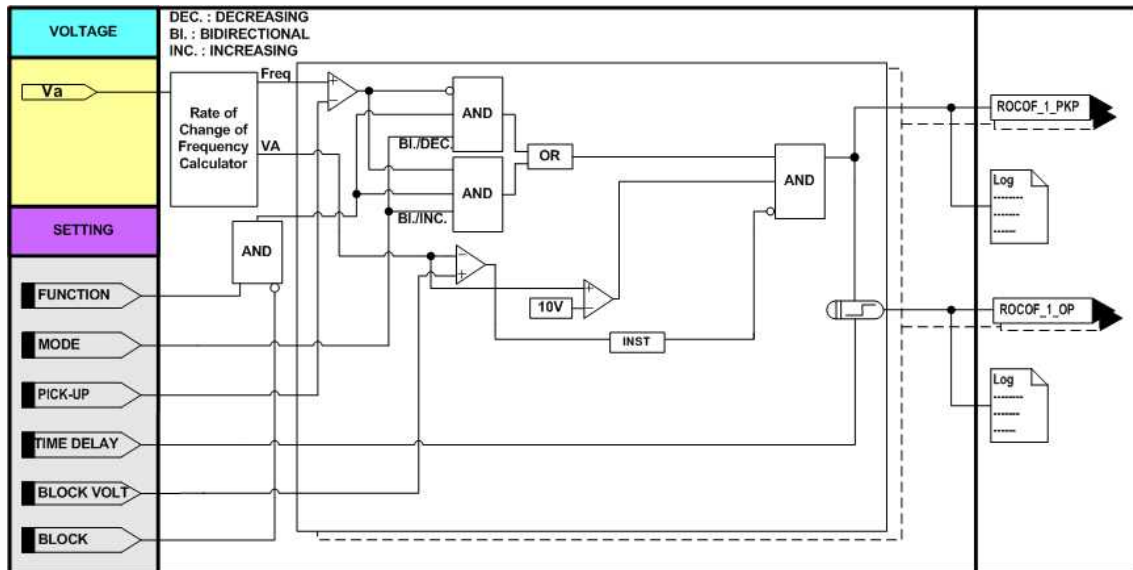 VOLTAGE
DEC. : DECREASING
BI. : BIDIRECTIONAL
INC. : INCREASING
Va
Rate of
Change of
Frequency
Calculator
Freq
VA
+
−
AND
BI./DEC.
AND
BI./INC.
OR
AND
ROCOF_1_PKP
Log
SETTING
AND
−
+
10V
+
INST
ROCOF_1_OP
Log
FUNCTION
MODE
PICK-UP
TIME DELAY
BLOCK VOLT
BLOCK